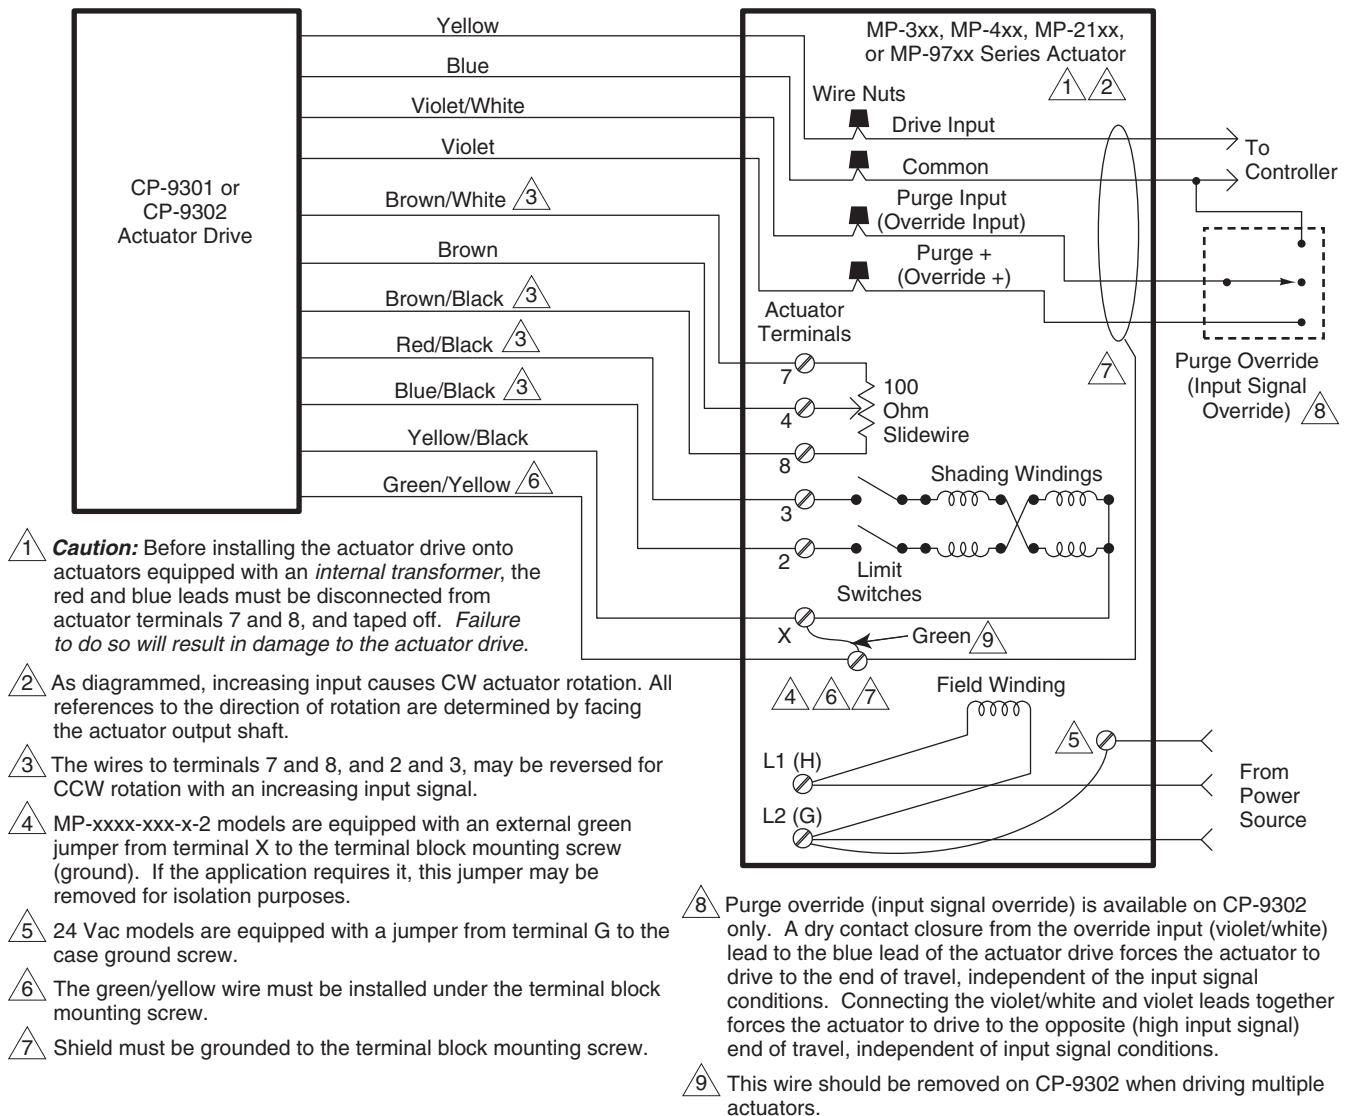 CP-9301 or
CP-9302
Actuator Drive
Yellow
Blue
Violet/White
Violet
Brown/White 3
Brown
Brown/Black 3
Red/Black 3
Blue/Black 3
Yellow/Black
Green/Yellow 6
MP-3xx, MP-4xx, MP-21xx,
or MP-97xx Series Actuator
1 2
Wire Nuts
Drive Input
Common
Purge Input
(Override Input)
Purge +
(Override +)
To
Controller
Purge Override
(Input Signal
Override) 8
7
Actuator
Terminals
7
4
8
100
Ohm
Slidewire
Shading Windings
3
2
Limit
Switches
X
Green 9
4 6 7
Field Winding
5
L1 (H)
L2 (G)
From
Power
Source
1 Caution: Before installing the actuator drive onto
actuators equipped with an internal transformer, the
red and blue leads must be disconnected from
actuator terminals 7 and 8, and taped off. Failure
to do so will result in damage to the actuator drive.
2 As diagrammed, increasing input causes CW actuator rotation. All
references to the direction of rotation are determined by facing
the actuator output shaft.
3 The wires to terminals 7 and 8, and 2 and 3, may be reversed for
CCW rotation with an increasing input signal.
4 MP-xxxx-xxx-x-2 models are equipped with an external green
jumper from terminal X to the terminal block mounting screw
(ground). If the application requires it, this jumper may be
removed for isolation purposes.
5 24 Vac models are equipped with a jumper from terminal G to the
case ground screw.
6 The green/yellow wire must be installed under the terminal block
mounting screw.
7 Shield must be grounded to the terminal block mounting screw.
8 Purge override (input signal override) is available on CP-9302
only. A dry contact closure from the override input (violet/white)
lead to the blue lead of the actuator drive forces the actuator to
drive to the end of travel, independent of the input signal
conditions. Connecting the violet/white and violet leads together
forces the actuator to drive to the opposite (high input signal)
end of travel, independent of input signal conditions.
9 This wire should be removed on CP-9302 when driving multiple
actuators.